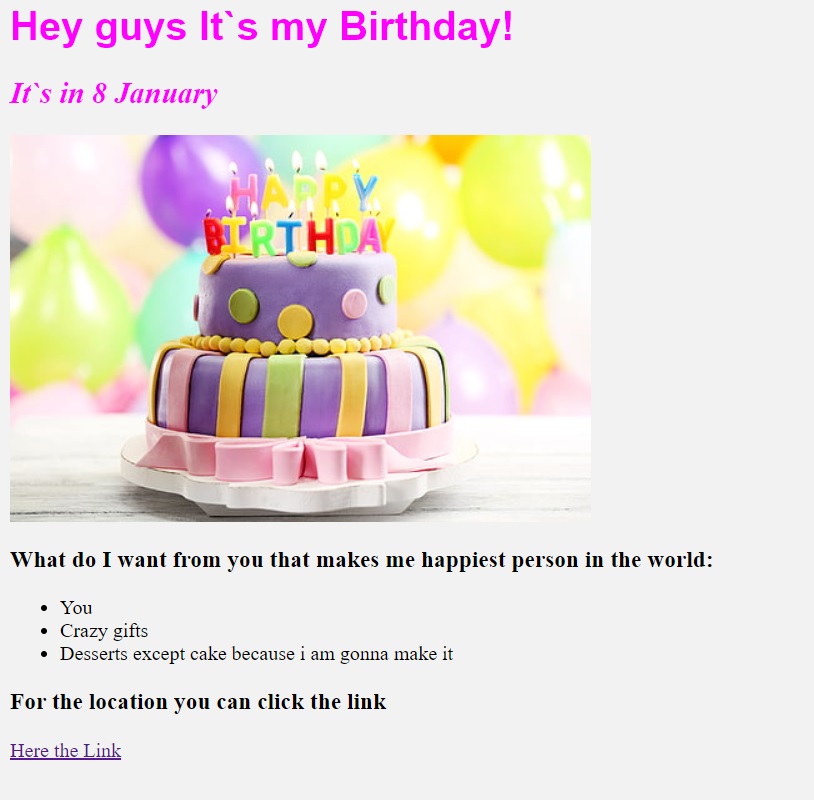 Hey guys It`s my Birthday!
It`s in 8 January
HAPPY
BIRTHDAY
What do I want from you that makes me happiest person in the world:
You
Crazy gifts
Desserts except cake because i am gonna make it
For the location you can click the link
Here the Link